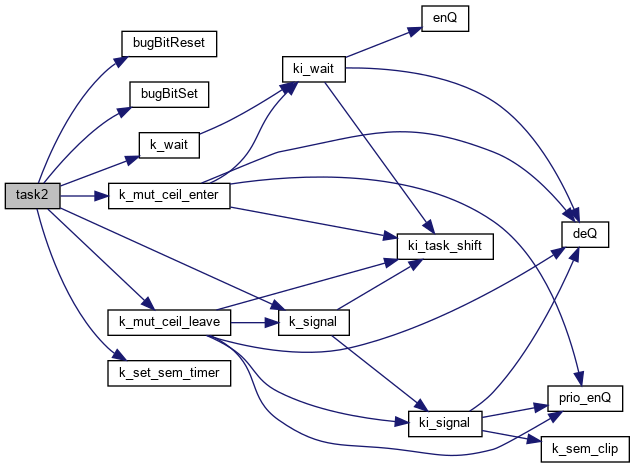 enQ
bugBitReset
ki_wait
bugBitSet
k_wait
task2
k_mut_ceil_enter
deQ
ki_task_shift
k_mut_ceil_leave
k_signal
k_set_sem_timer
prio_enQ
ki_signal
k_sem_clip